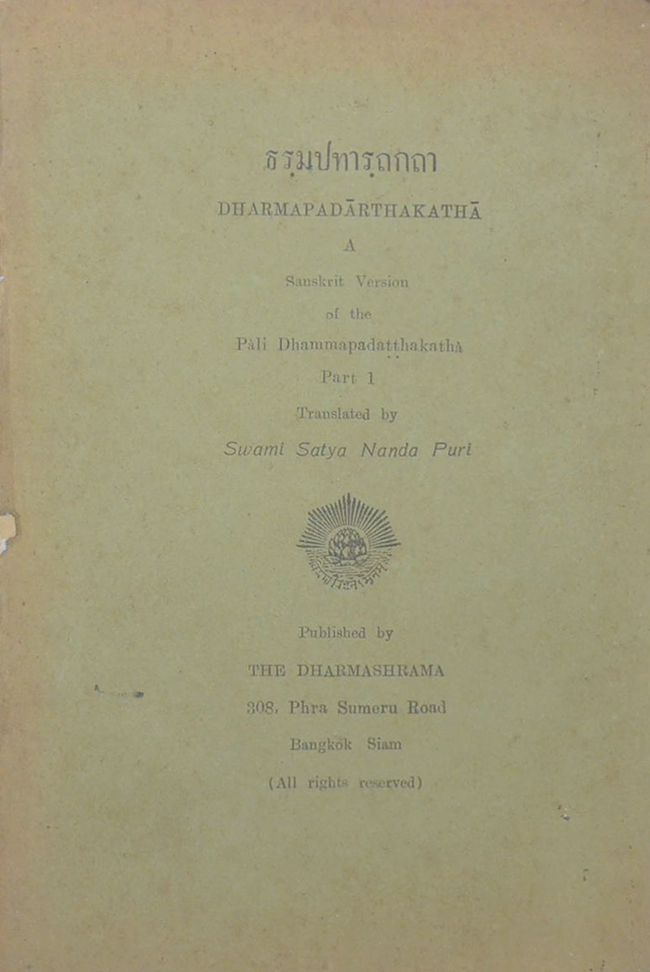 ธรฺมปทารฺถกถา
DHARMAPADĀRTHAKATHĀ
A
Sanskrit Version
of the
Pāli Dhammapadaṭṭhakathā
Part 1
Translated by
Swami Satya Nanda Puri
Published by
THE DHARMASHRAMA
308, Phra Sumeru Road
Bangkok Siam
(All rights reserved)